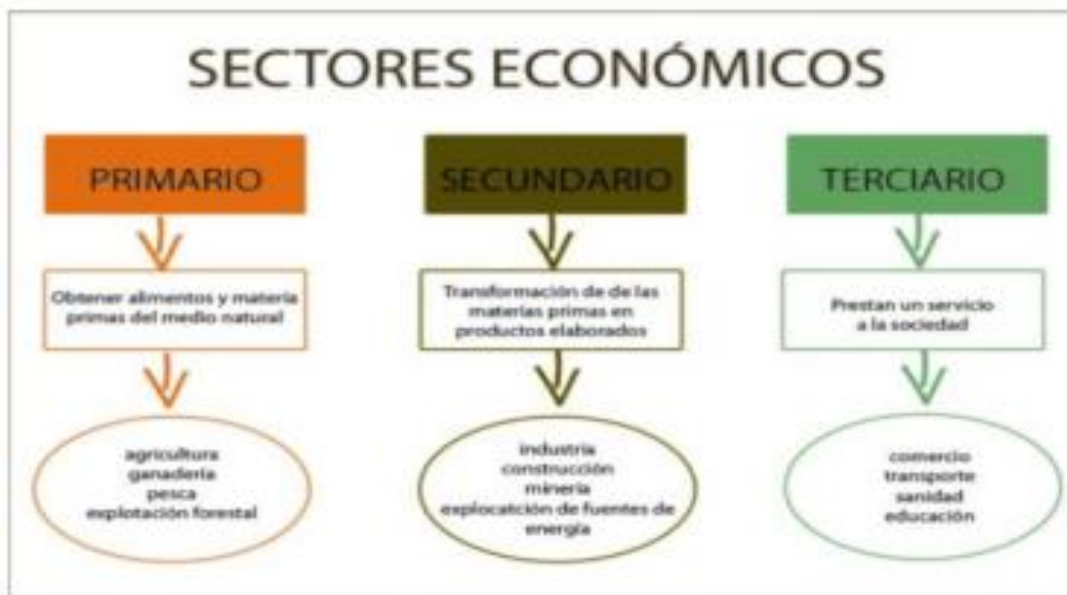 SECTORES ECONÓMICOS
PRIMARIO
Obtener alimentos y materia
primas del medio natural
agricultura
ganadería
pesca
explotación forestal
SECUNDARIO
Transformación de de las
materias primas en
productos elaborados
industria
construcción
minería
explocatción de fuentes de
energía
TERCIARIO
Prestan un servicio
a la sociedad
comercio
transporte
sanidad
educación